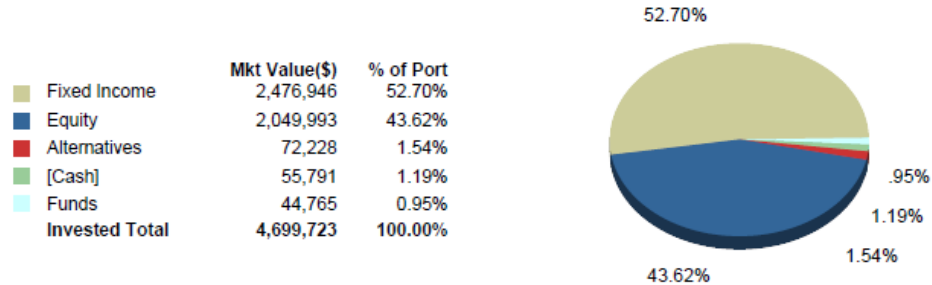 52.70%
Mkt Value($) % of Port
Fixed Income 2,476,946 52.70%
Equity 2,049,993 43.62%
Alternatives 72,228 1.54%
[Cash] 55,791 1.19%
Funds 44,765 0.95%
Invested Total 4,699,723 100.00%
.95%
1.19%
1.54%
43.62%